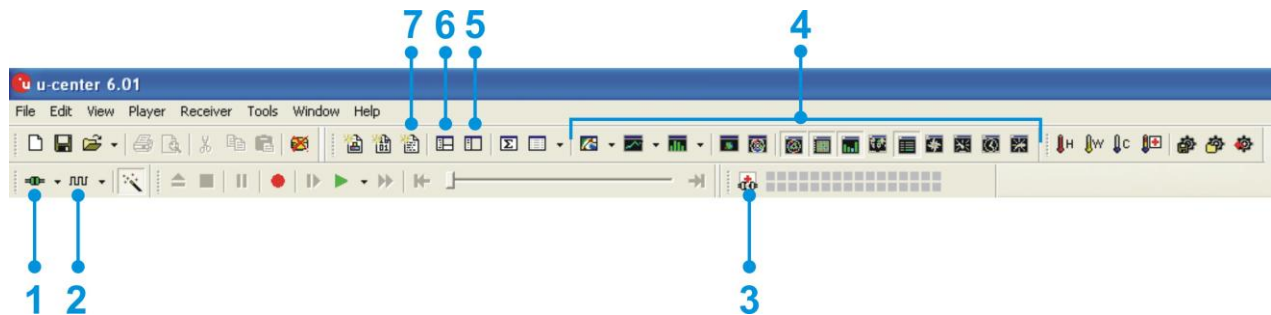 7 6 5 4
u-center 6.01
File Edit View Player Receiver Tools Window Help
H W C
1 2 3